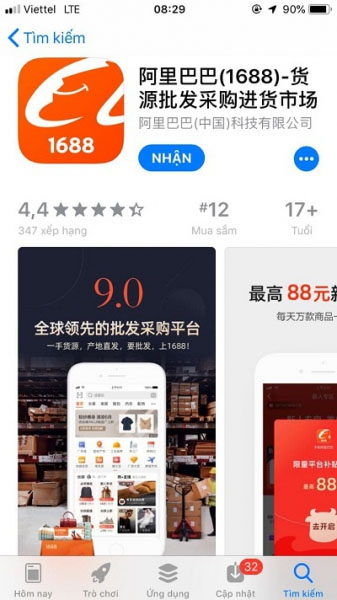 Viettel LTE 08:29 90%
Tìm kiếm
1688
阿里巴巴(1688)-货
源批发采购进货市场
阿里巴巴(中国)科技有限公司
NHẬN
4,4 #12 17+
347 xếp hạng Mua sắm Tuổi
9.0
全球领先的批发采购平台
一手货源，产地直发，要批发，上1688！
最高 88元新
每天万款商品一
限量平台补贴
最高 88
去开启
32
Hôm nay Trò chơi Ứng dụng Cập nhật Tìm kiếm